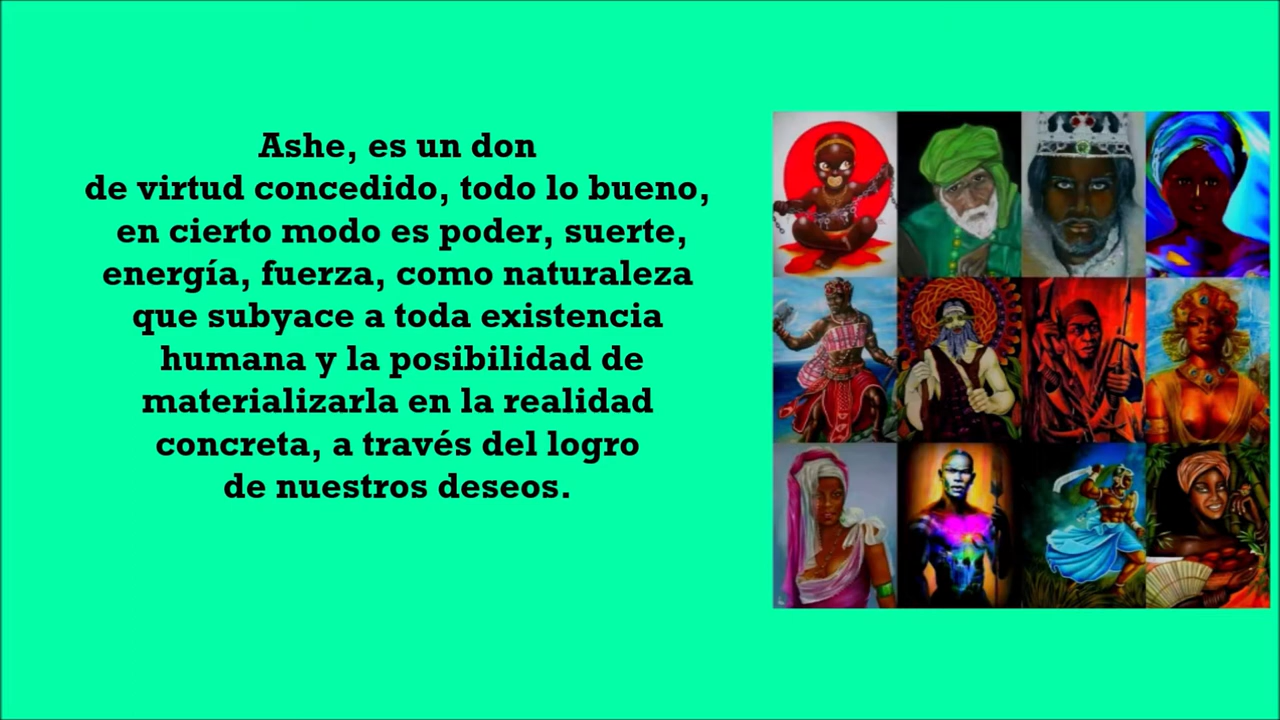 Ashe, es un don
de virtud concedido, todo lo bueno,
en cierto modo es poder, suerte,
energía, fuerza, como naturaleza
que subyace a toda existencia
humana y la posibilidad de
materializarla en la realidad
concreta, a través del logro
de nuestros deseos.